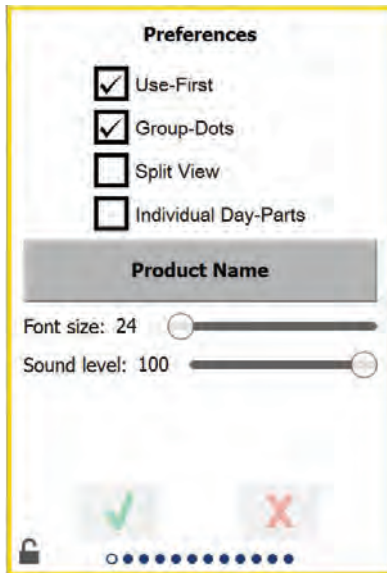 Preferences
Use-First
Group-Dots
Split View
Individual Day-Parts
Product Name
Font size: 24
Sound level: 100